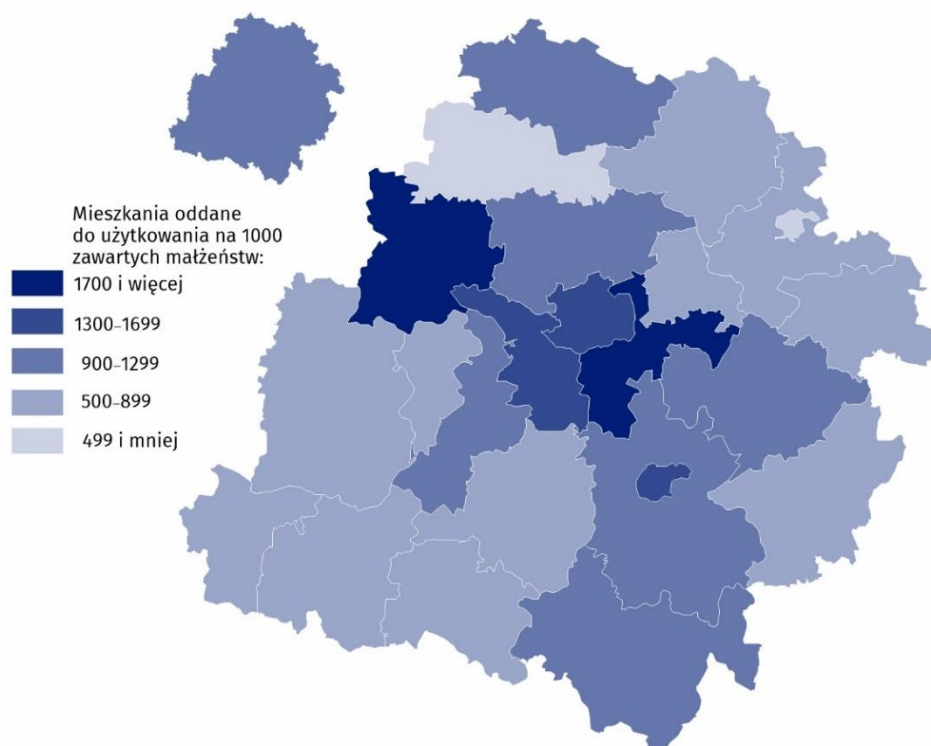 Mieszkania oddane
do użytkowania na 1000
zawartych małżeństw:
1700 i więcej
1300–1699
900–1299
500–899
499 i mniej